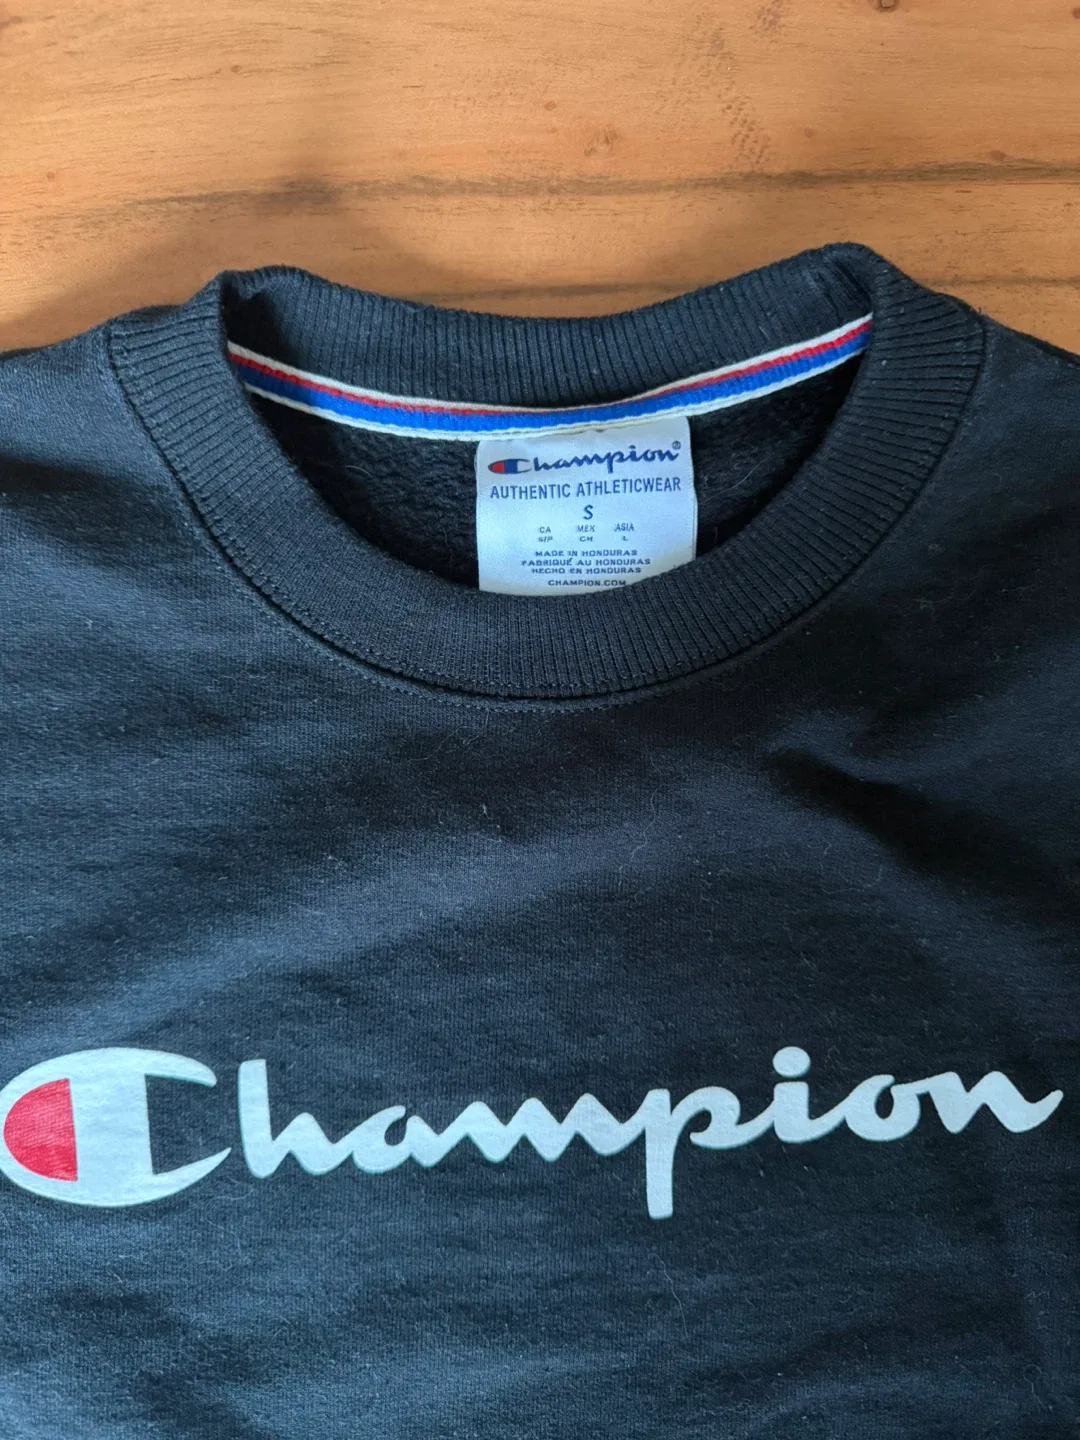 Champion®
AUTHENTIC ATHLETICWEAR
S
CA MEX ASIA
S/P CH L
MADE IN HONDURAS
FABRIQUÉ AU HONDURAS
HECHO EN HONDURAS
CHAMPION.COM
Champion